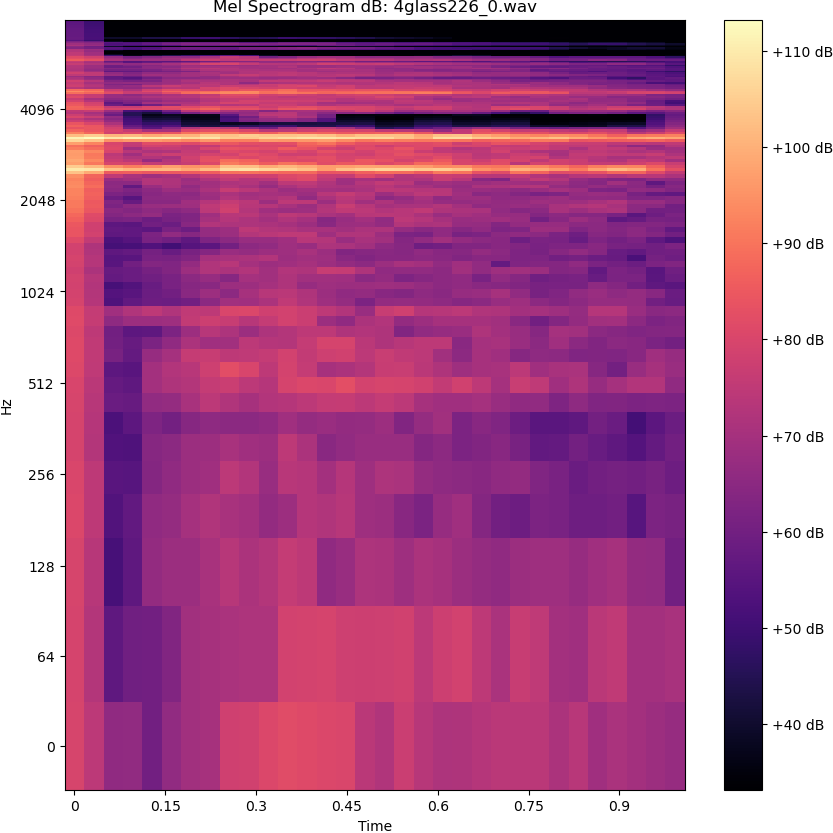 Mel Spectrogram dB: 4glass226_0.wav
+110 dB
4096
+100 dB
2048
+90 dB
1024
+80 dB
512
Hz
+70 dB
256
+60 dB
128
+50 dB
64
+40 dB
0
0 0.15 0.3 0.45 0.6 0.75 0.9
Time